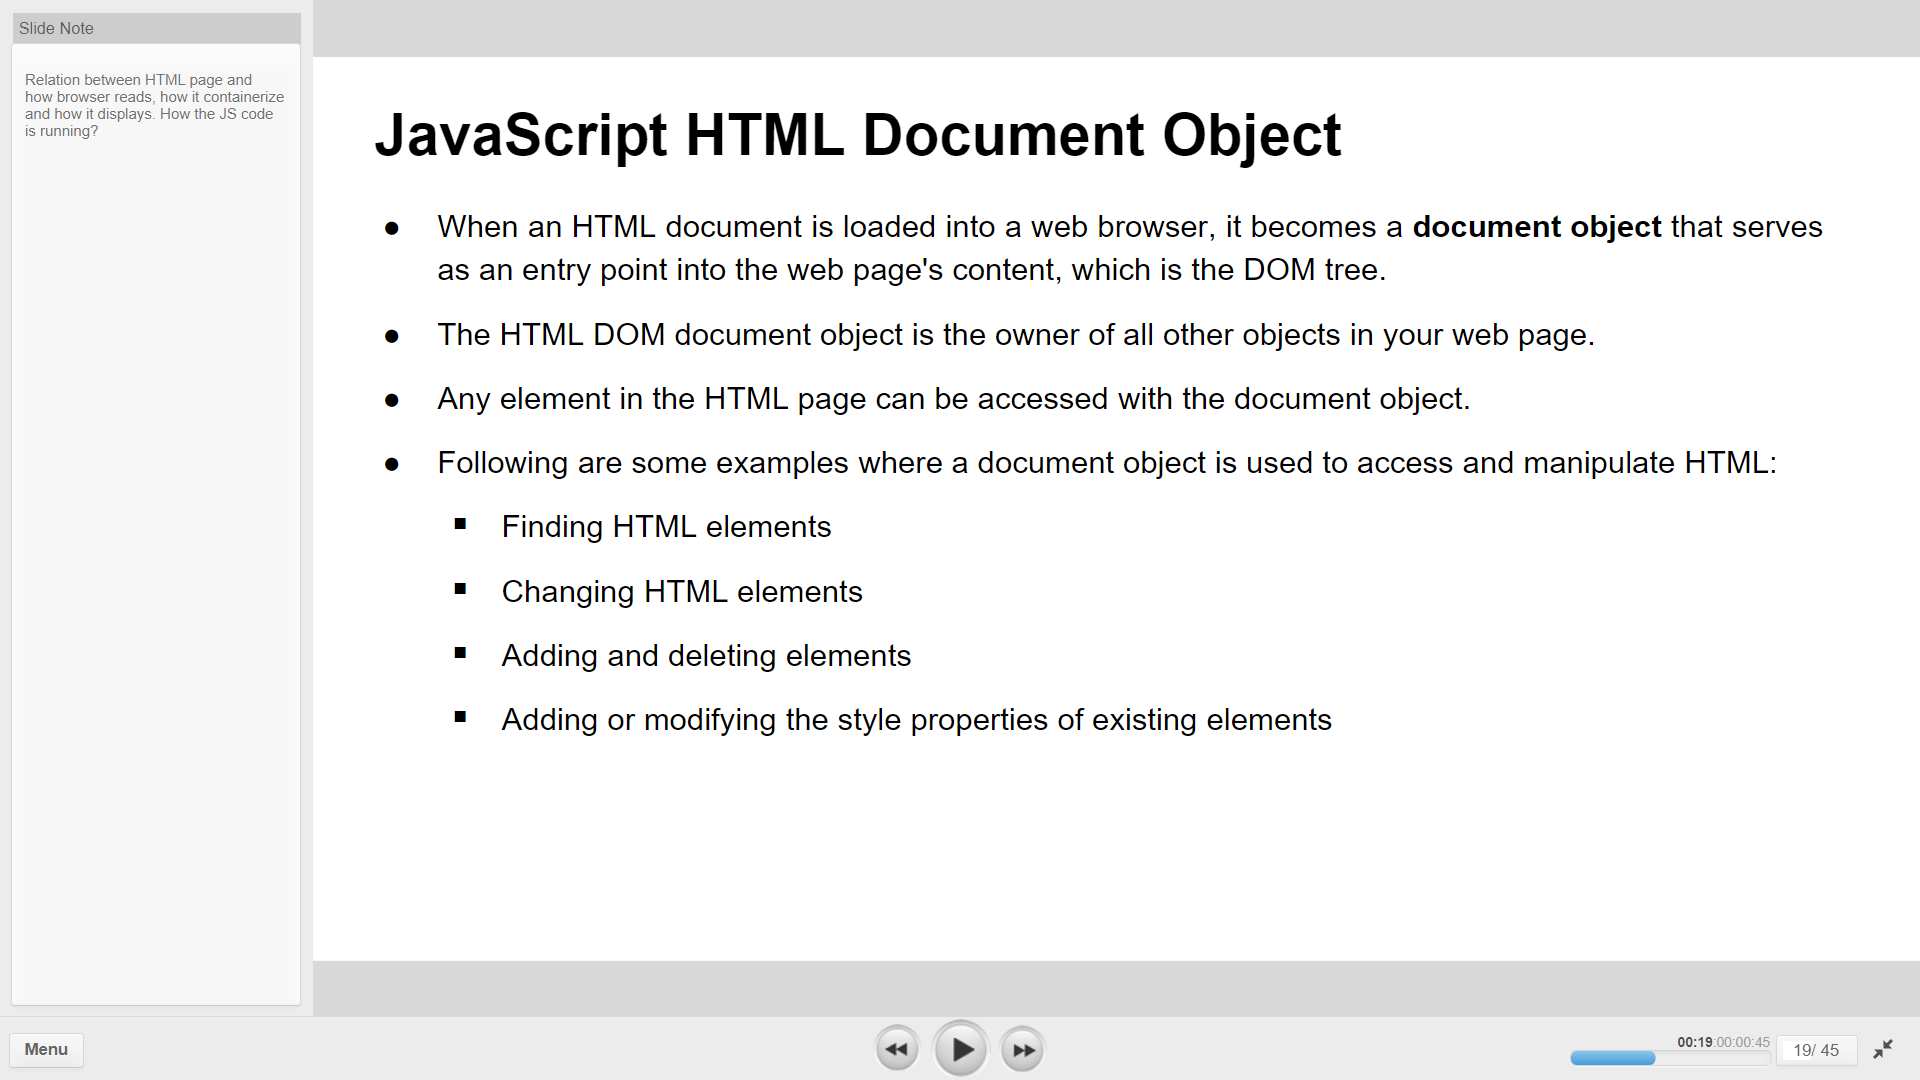 Slide Note
Relation between HTML page and
how browser reads, how it containerize
and how it displays. How the JS code
is running?
JavaScript HTML Document Object
● When an HTML document is loaded into a web browser, it becomes a document object that serves
as an entry point into the web page's content, which is the DOM tree.
● The HTML DOM document object is the owner of all other objects in your web page.
● Any element in the HTML page can be accessed with the document object.
● Following are some examples where a document object is used to access and manipulate HTML:
■ Finding HTML elements
■ Changing HTML elements
■ Adding and deleting elements
■ Adding or modifying the style properties of existing elements
Menu
00:19:00:00:45
19/ 45